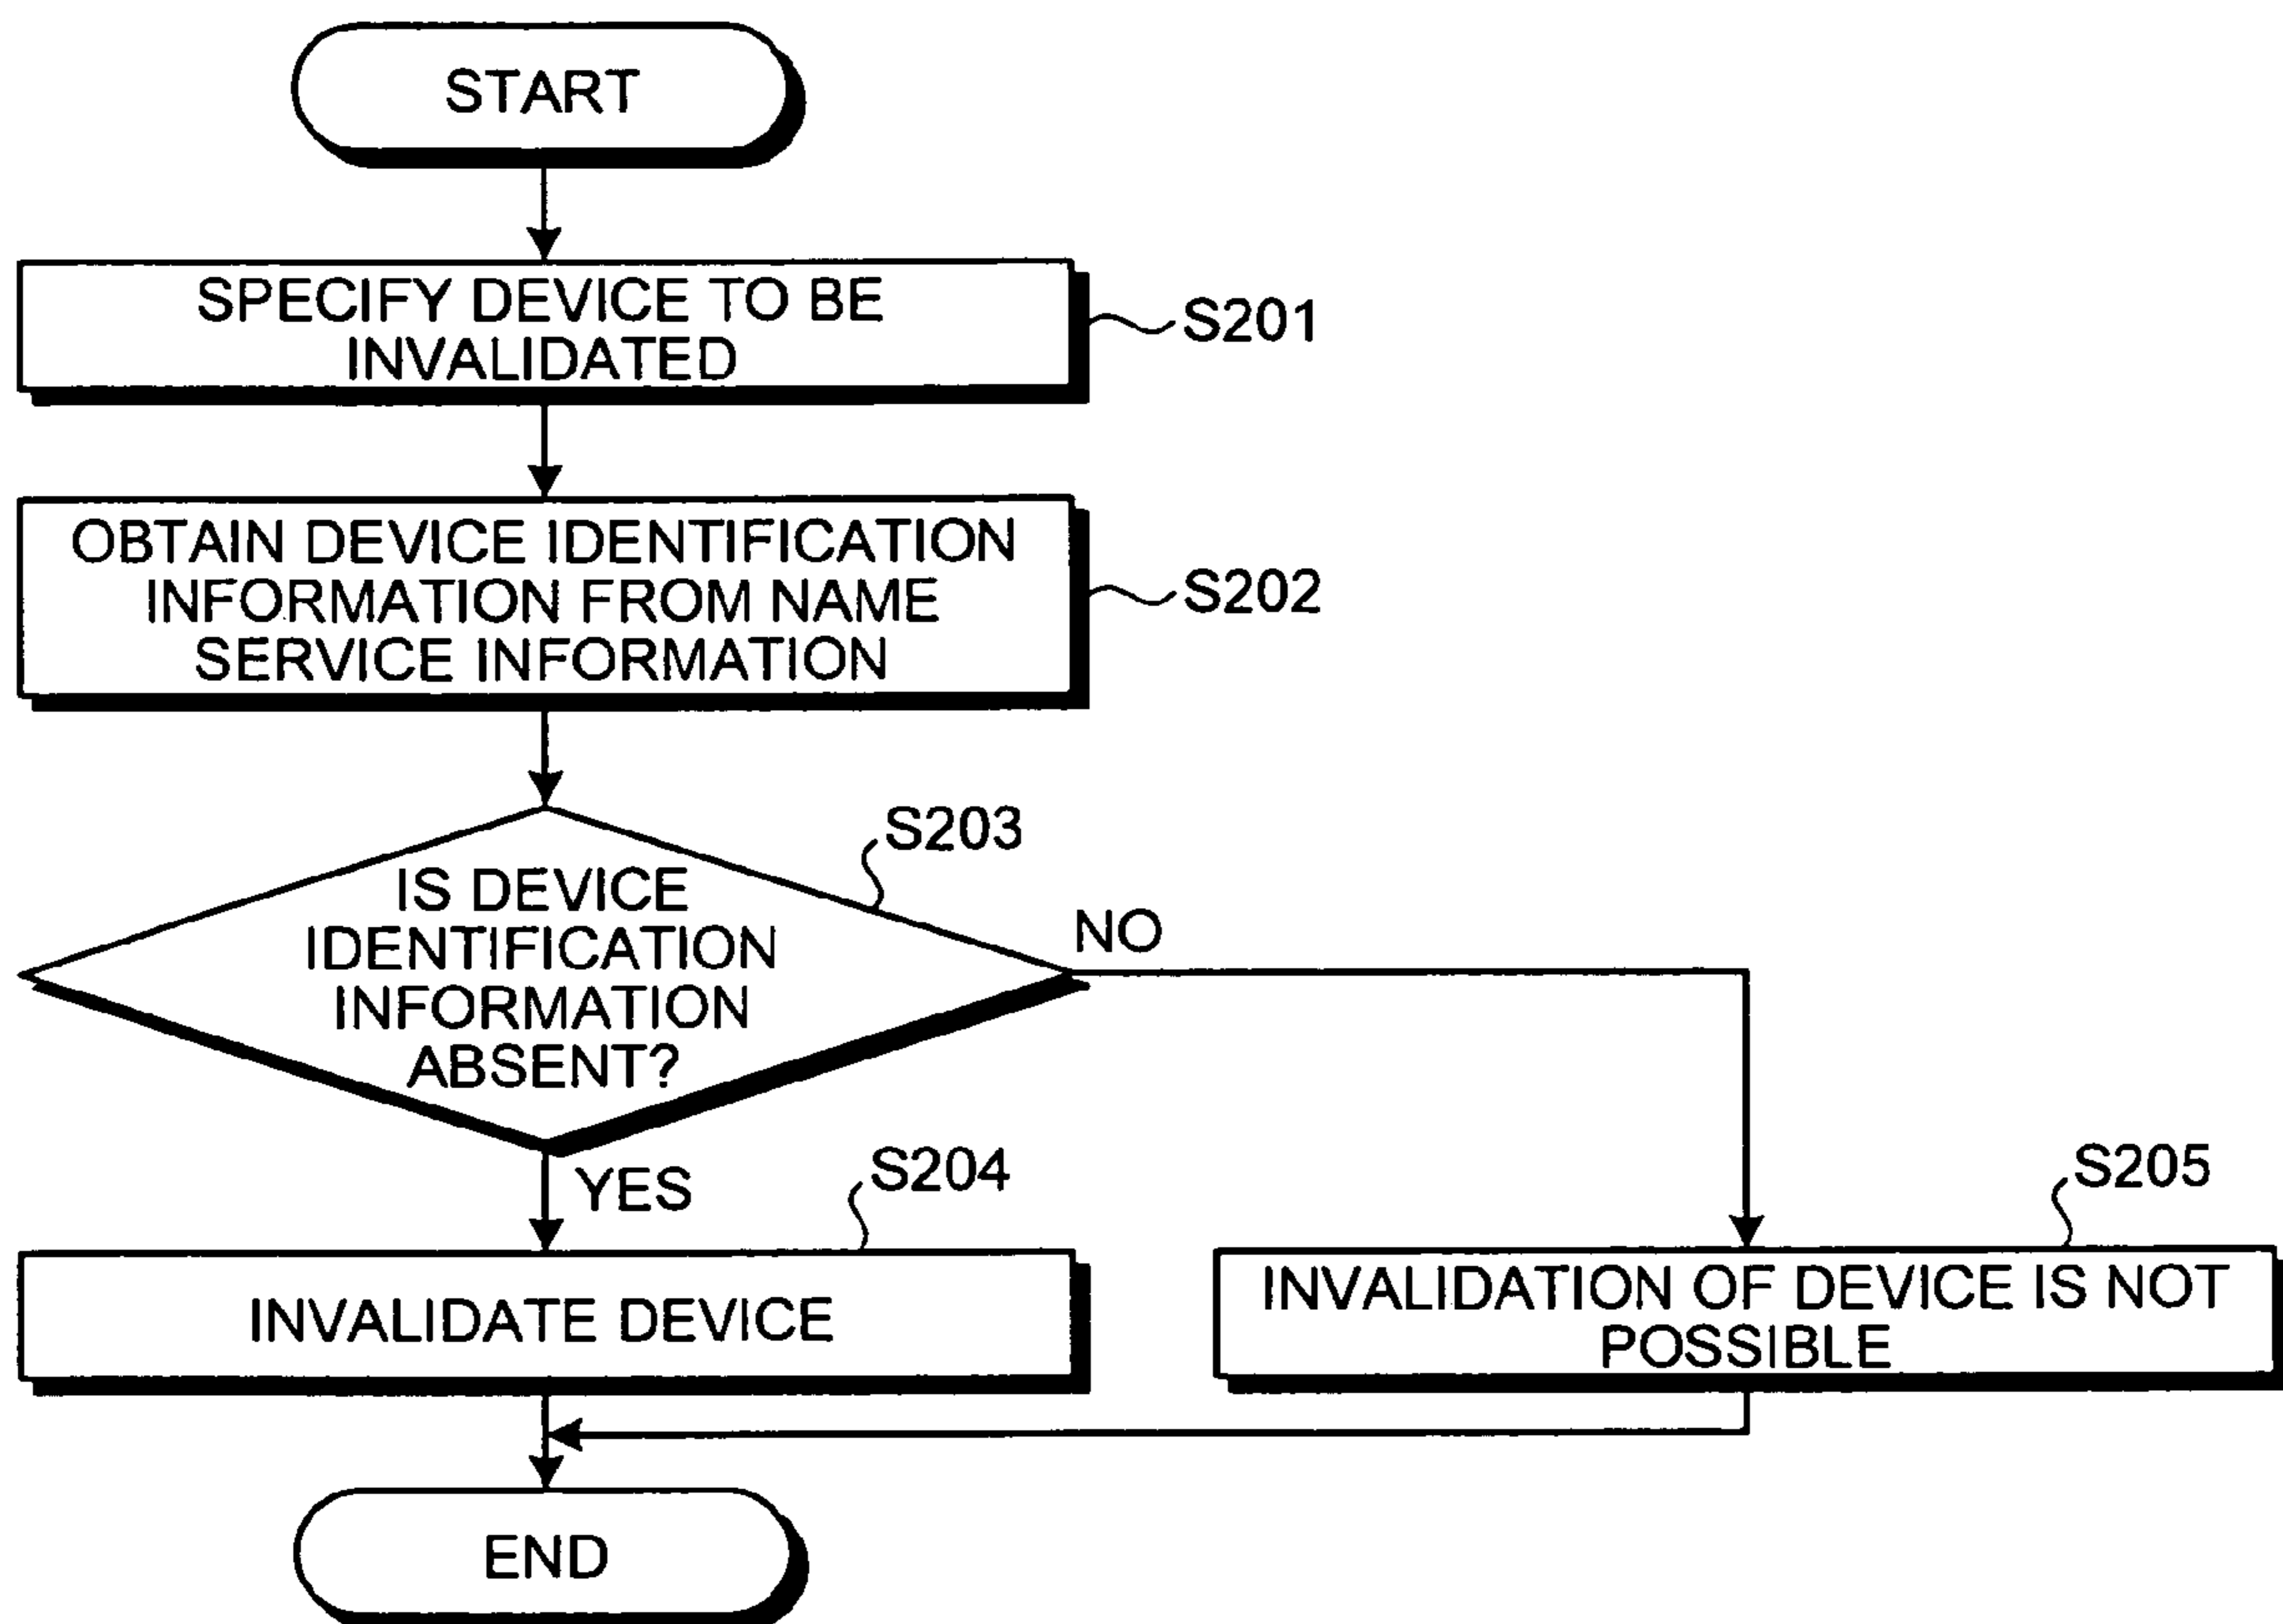 START
SPECIFY DEVICE TO BE
INVALIDATED
S201
OBTAIN DEVICE IDENTIFICATION
INFORMATION FROM NAME
SERVICE INFORMATION
S202
S203
IS DEVICE
IDENTIFICATION
INFORMATION
ABSENT?
NO
YES
S204
INVALIDATE DEVICE
S205
INVALIDATION OF DEVICE IS NOT
POSSIBLE
END